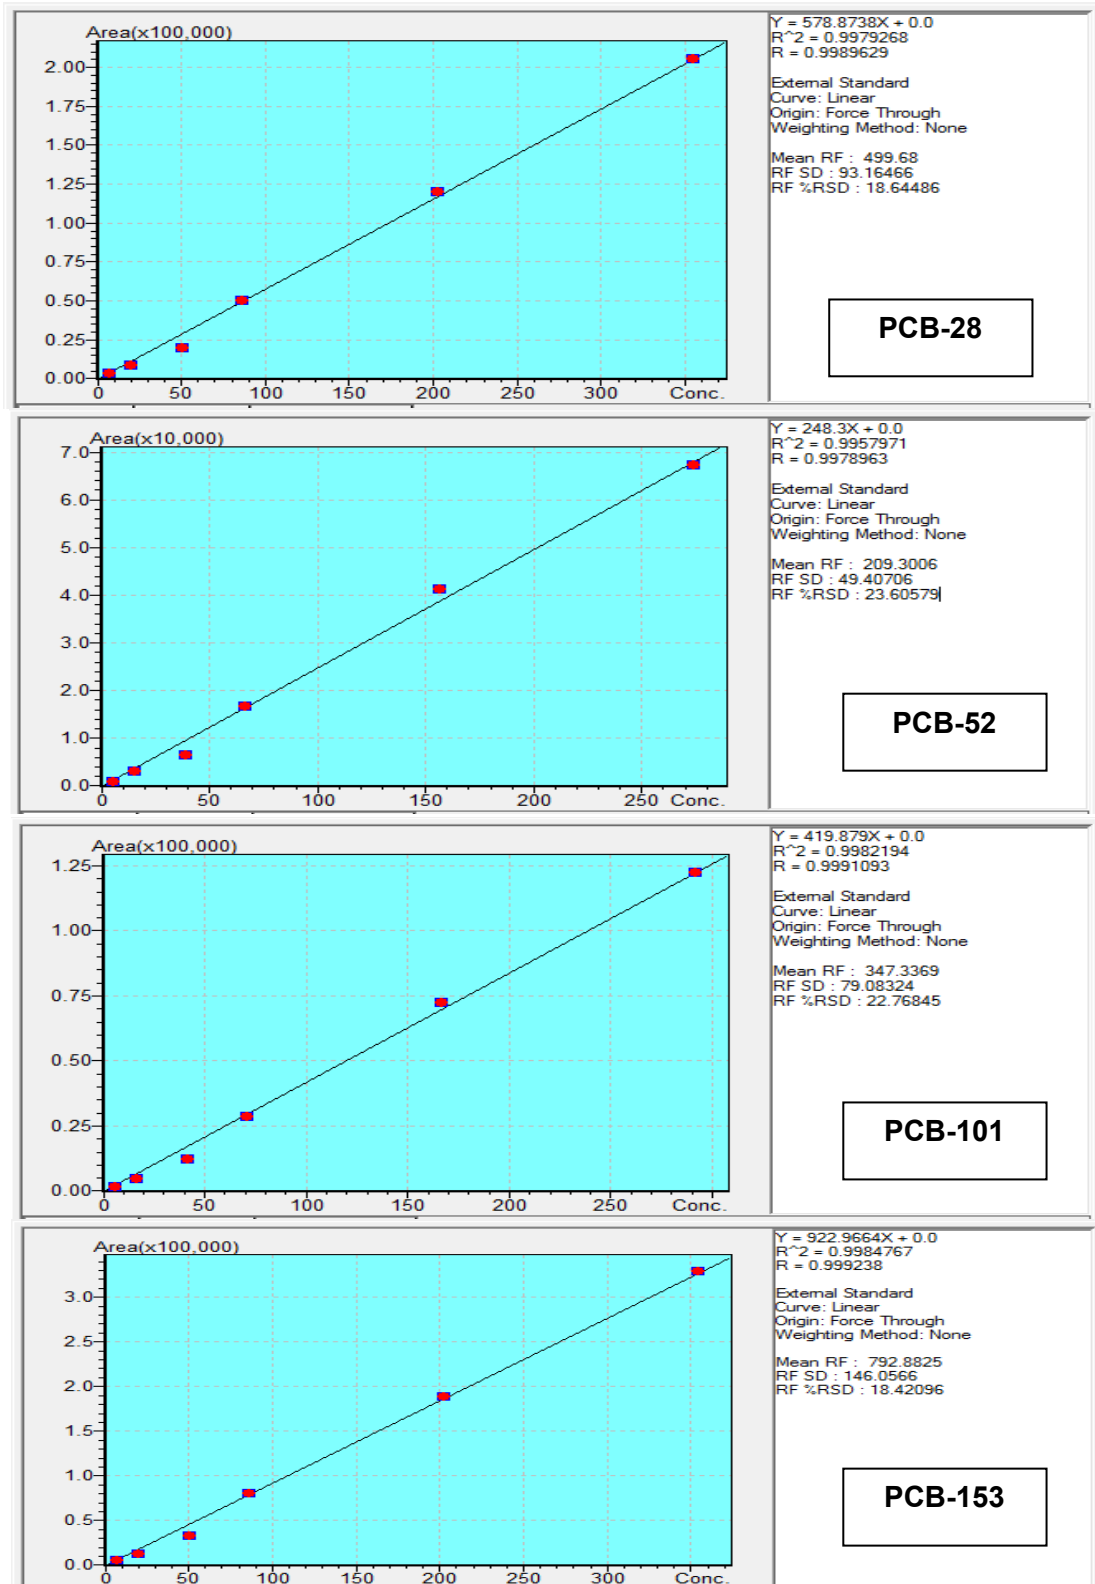 Area(x100,000)
2.00
1.75
1.50
1.25
1.00
0.75
0.50
0.25
0.00
0 50 100 150 200 250 300 Conc.
Y = 578.8738X + 0.0
R^2 = 0.9979268
R = 0.9989629
External Standard
Curve: Linear
Origin: Force Through
Weighting Method: None
Mean RF : 499.68
RF SD : 93.16466
RF %RSD : 18.64486
PCB-28
Area(x10,000)
7.0
6.0
5.0
4.0
3.0
2.0
1.0
0.0
0 50 100 150 200 250 Conc.
Y = 248.3X + 0.0
R^2 = 0.9957971
R = 0.9978963
External Standard
Curve: Linear
Origin: Force Through
Weighting Method: None
Mean RF : 209.3006
RF SD : 49.40706
RF %RSD : 23.60579
PCB-52
Area(x100,000)
1.25
1.00
0.75
0.50
0.25
0.00
0 50 100 150 200 250 Conc.
Y = 419.879X + 0.0
R^2 = 0.9982194
R = 0.9991093
External Standard
Curve: Linear
Origin: Force Through
Weighting Method: None
Mean RF : 347.3369
RF SD : 79.08324
RF %RSD : 22.76845
PCB-101
Area(x100,000)
3.0
2.5
2.0
1.5
1.0
0.5
0.0
0 50 100 150 200 250 300 Conc.
Y = 922.9664X + 0.0
R^2 = 0.9984767
R = 0.999238
External Standard
Curve: Linear
Origin: Force Through
Weighting Method: None
Mean RF : 792.8825
RF SD : 146.0566
RF %RSD : 18.42096
PCB-153